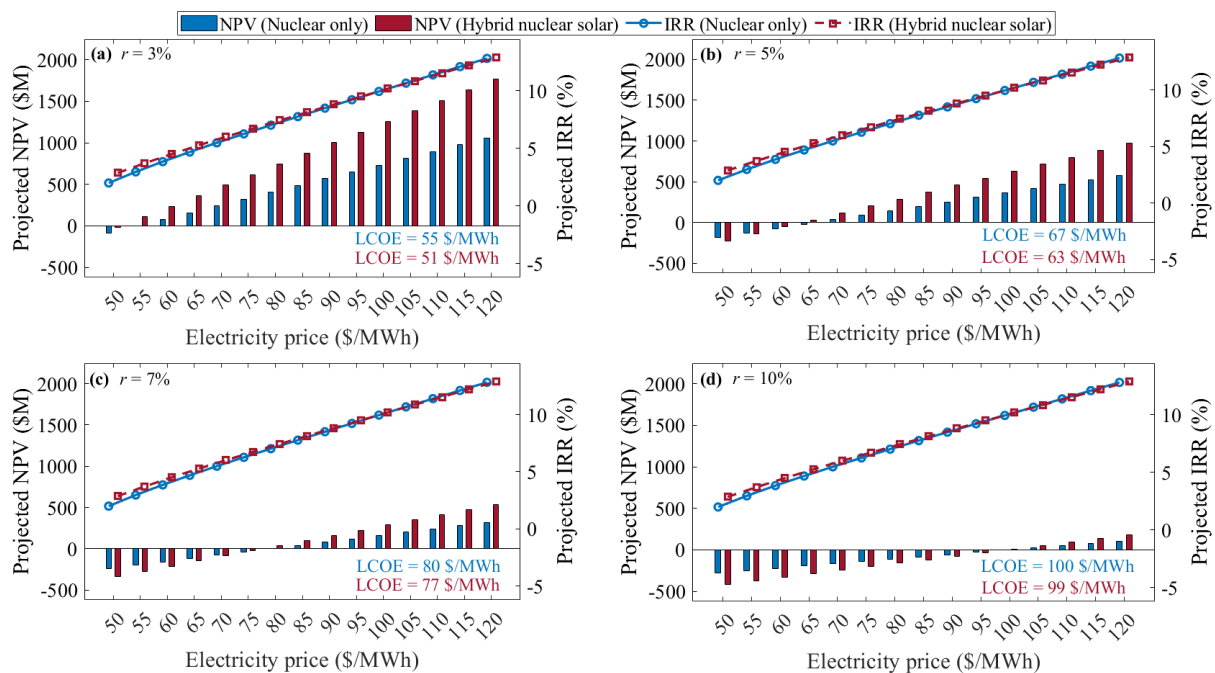 NPV (Nuclear only) NPV (Hybrid nuclear solar) IRR (Nuclear only) IRR (Hybrid nuclear solar)
(a) r = 3%
Projected NPV ($M)
2000
1500
1000
500
0
-500
10
5
0
-5
Projected IRR (%)
LCOE = 55 $/MWh
LCOE = 51 $/MWh
50 55 60 65 70 75 80 85 90 95 100 105 110 115 120
Electricity price ($/MWh)
(b) r = 5%
Projected NPV ($M)
2000
1500
1000
500
0
-500
10
5
0
-5
Projected IRR (%)
LCOE = 67 $/MWh
LCOE = 63 $/MWh
50 55 60 65 70 75 80 85 90 95 100 105 110 115 120
Electricity price ($/MWh)
(c) r = 7%
Projected NPV ($M)
2000
1500
1000
500
0
-500
10
5
0
-5
Projected IRR (%)
LCOE = 80 $/MWh
LCOE = 77 $/MWh
50 55 60 65 70 75 80 85 90 95 100 105 110 115 120
Electricity price ($/MWh)
(d) r = 10%
Projected NPV ($M)
2000
1500
1000
500
0
-500
10
5
0
-5
Projected IRR (%)
LCOE = 100 $/MWh
LCOE = 99 $/MWh
50 55 60 65 70 75 80 85 90 95 100 105 110 115 120
Electricity price ($/MWh)